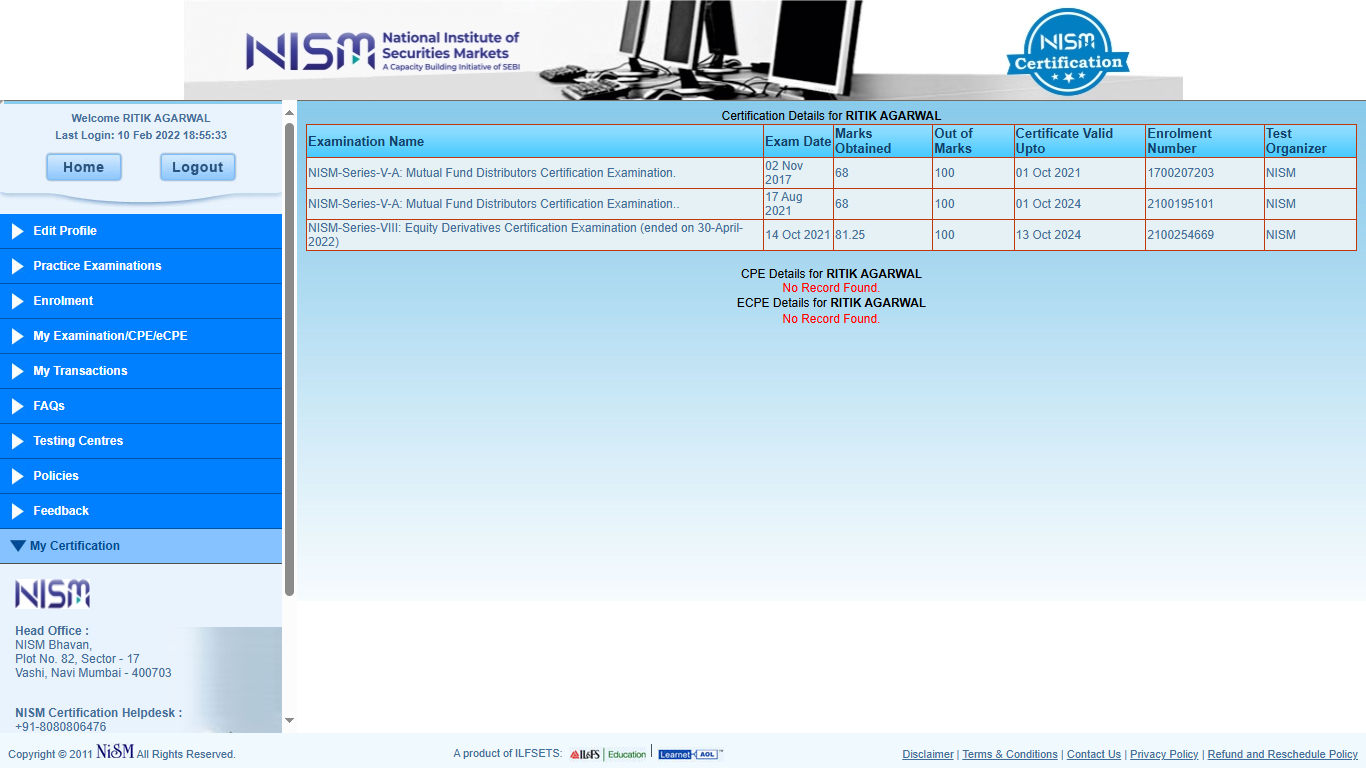 NISM National Institute of
Securities Markets
A Capacity Building Initiative of SEBI
NISM
Certification
Welcome RITIK AGARWAL
Last Login: 10 Feb 2022 18:55:33
Home Logout
Edit Profile
Practice Examinations
Enrolment
My Examination/CPE/eCPE
My Transactions
FAQs
Testing Centres
Policies
Feedback
My Certification
NISM
Head Office :
NISM Bhavan,
Plot No. 82, Sector - 17
Vashi, Navi Mumbai - 400703
NISM Certification Helpdesk :
+91-8080806476
Certification Details for RITIK AGARWAL
Examination Name Exam Date Marks Obtained Out of Marks Certificate Valid Upto Enrolment Number Test Organizer
NISM-Series-V-A: Mutual Fund Distributors Certification Examination. 02 Nov 2017 68 100 01 Oct 2021 1700207203 NISM
NISM-Series-V-A: Mutual Fund Distributors Certification Examination.. 17 Aug 2021 68 100 01 Oct 2024 2100195101 NISM
NISM-Series-VIII: Equity Derivatives Certification Examination (ended on 30-April-2022) 14 Oct 2021 81.25 100 13 Oct 2024 2100254669 NISM
CPE Details for RITIK AGARWAL
No Record Found.
ECPE Details for RITIK AGARWAL
No Record Found.
Copyright © 2011 NISM All Rights Reserved.
A product of ILFSETS: IL&FS | Education | Learnet AOL
Disclaimer | Terms & Conditions | Contact Us | Privacy Policy | Refund and Reschedule Policy